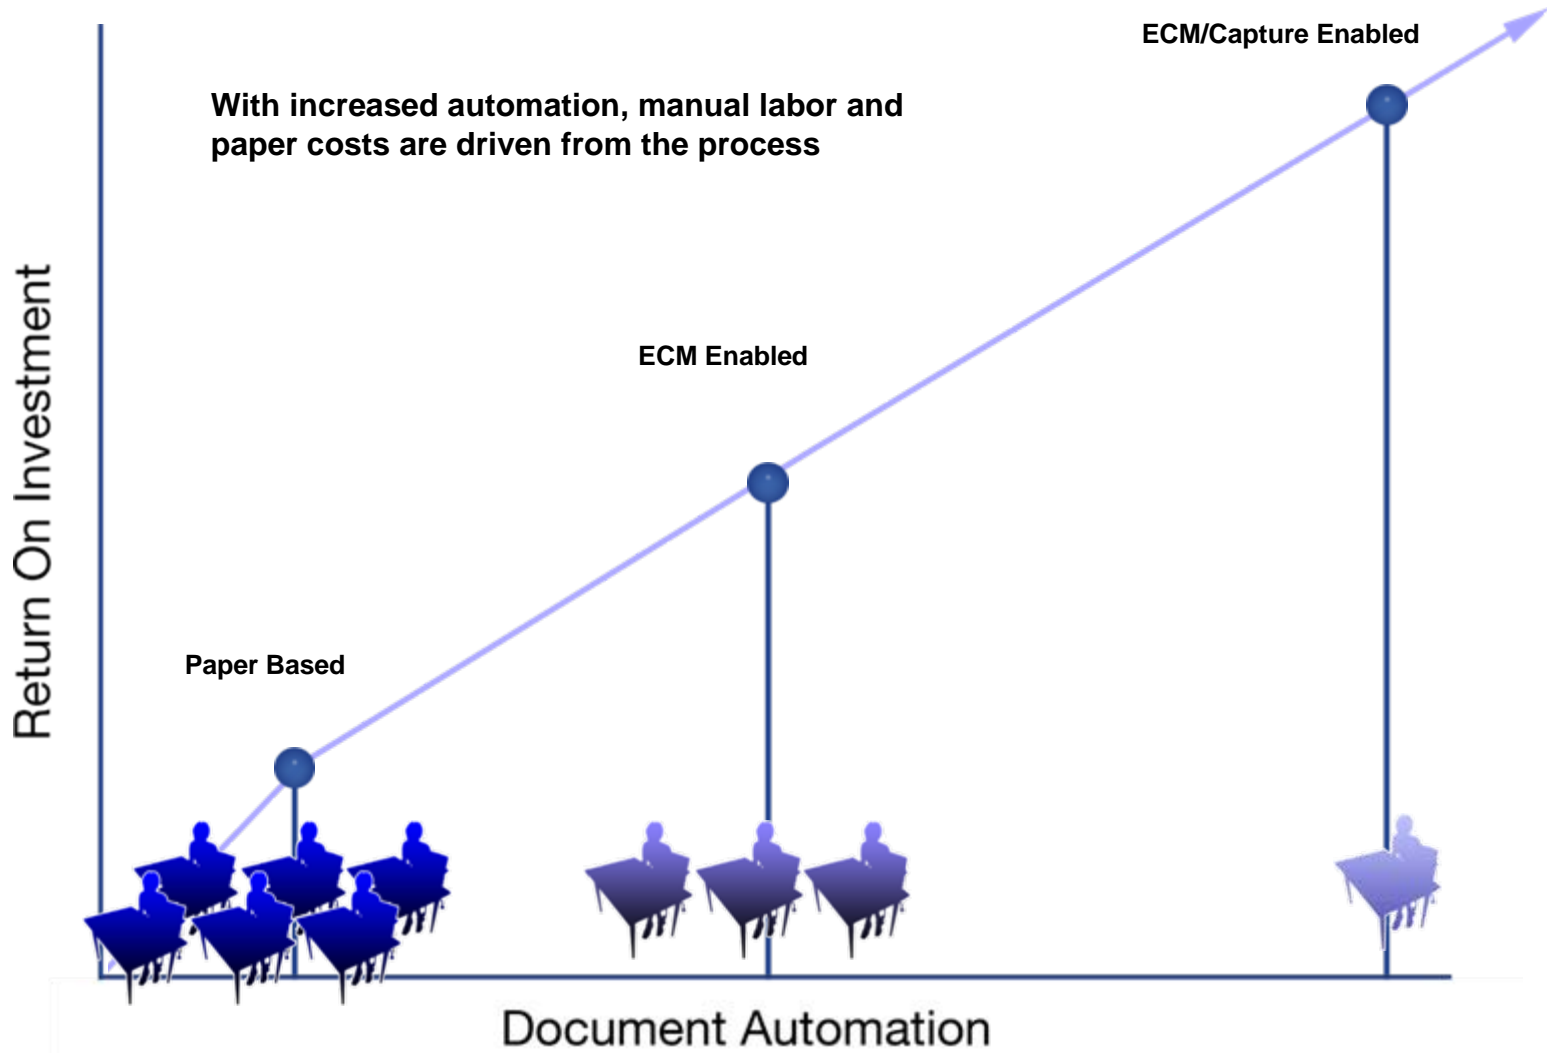 ECM/Capture Enabled
With increased automation, manual labor and
paper costs are driven from the process
ECM Enabled
Paper Based
Return On Investment
Document Automation